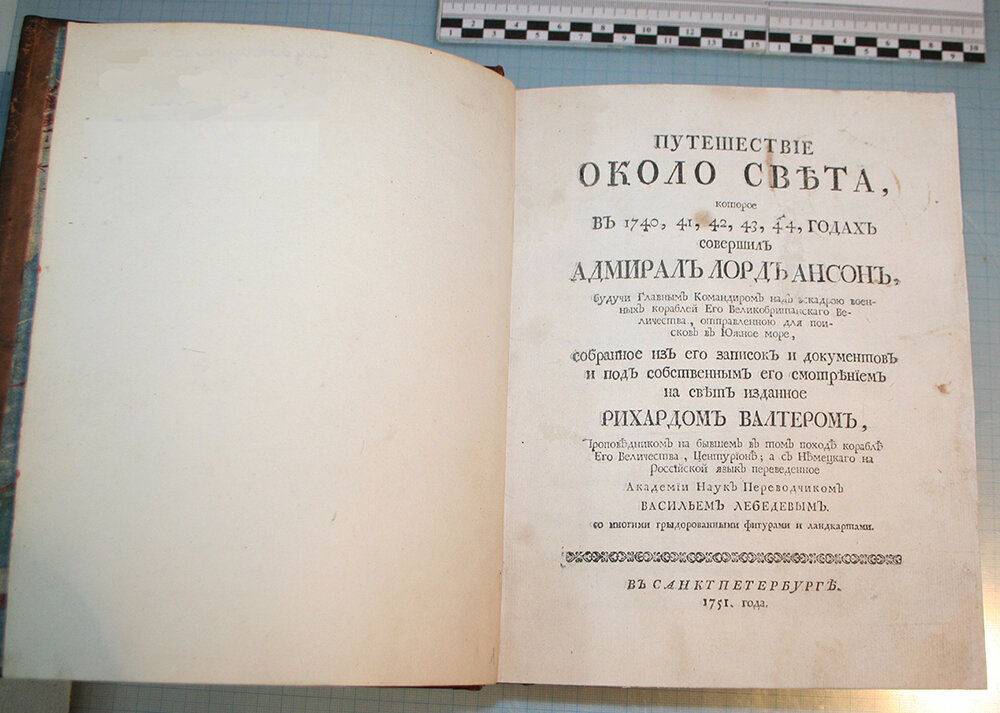 2 4 6 8 10 12 14
1 3 5 7 9 11 13 15
2 4 6 8 10
1 3 5 7 9
ПУТЕШЕСТВІЕ
ОКОЛО СВѢТА,
которое
ВЪ 1740, 41, 42, 43, 44, ГОДАХЪ
совершилъ
АДМИРАЛЪ ЛОРДЪ АНСОНЪ,
будучи Главнымъ Командиромъ надъ эскадрою воен-
ныхъ кораблей Его Великобританскаго Ве-
личества, отправленною для пои-
сковъ въ Южное море,
собранное изъ его записокъ и документовъ
и подъ собственнымъ его смотрѣніемъ
на свѣтъ изданное
РИХАРДОМЪ ВАЛТЕРОМЪ,
Проповѣдникомъ на бывшемъ въ томъ походѣ кораблѣ
Его Величества, Центуріонѣ; а съ Нѣмецкаго на
Россійской языкъ переведенное
Академіи Наукъ Переводчикомъ
ВАСИЛЬЕМЪ ЛЕБЕДЕВЫМЪ.
со многими грыдорованными фигурами и ландкартами.
ВЪ САНКТПЕТЕРБУРГѢ.
1751. года.